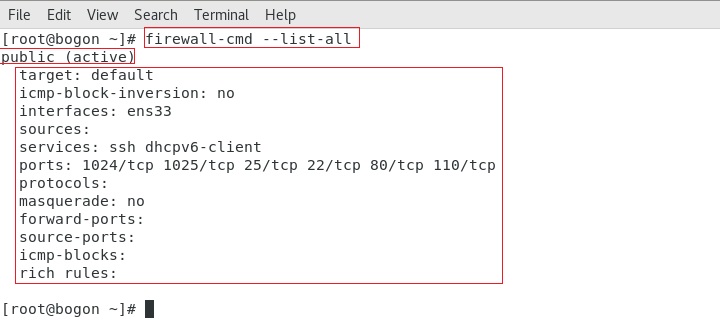 File Edit View Search Terminal Help
[root@bogon ~]# firewall-cmd --list-all
public (active)
target: default
icmp-block-inversion: no
interfaces: ens33
sources:
services: ssh dhcpv6-client
ports: 1024/tcp 1025/tcp 25/tcp 22/tcp 80/tcp 110/tcp
protocols:
masquerade: no
forward-ports:
source-ports:
icmp-blocks:
rich rules:
[root@bogon ~]#